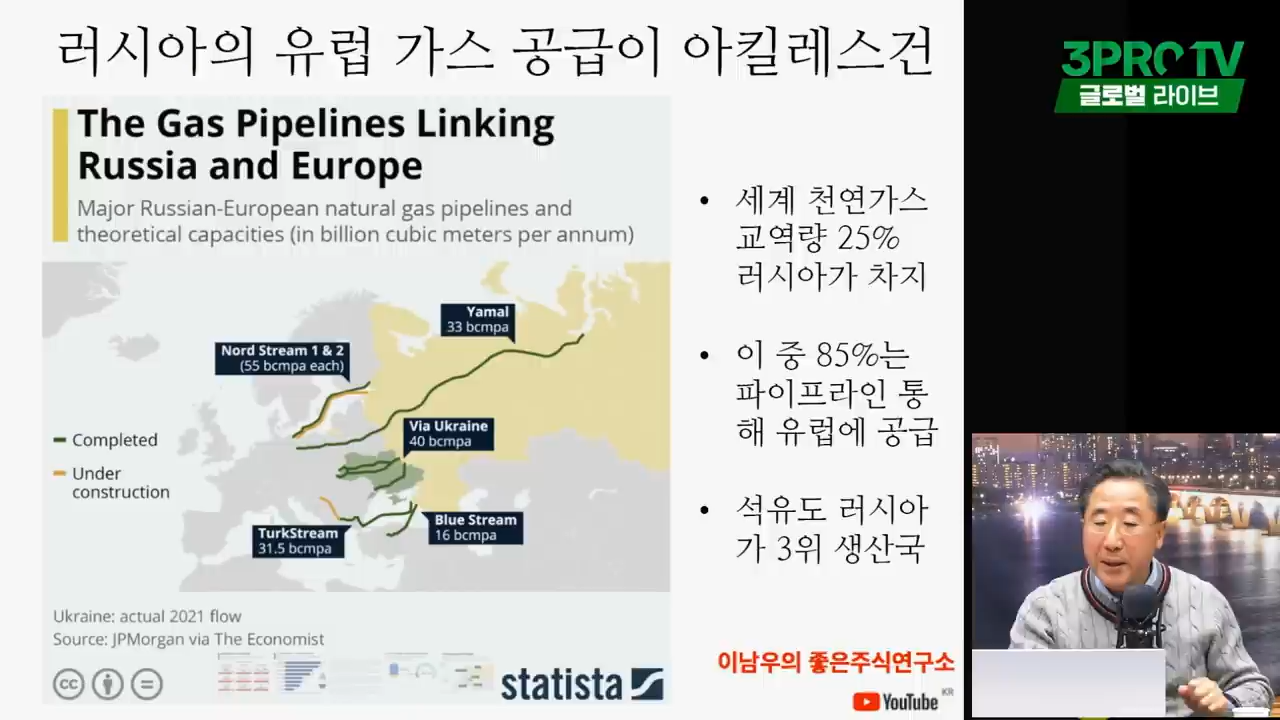 러시아의 유럽 가스 공급이 아킬레스건
3PRO TV
글로벌 라이브
The Gas Pipelines Linking
Russia and Europe
Major Russian-European natural gas pipelines and
theoretical capacities (in billion cubic meters per annum)
Yamal
33 bcmpa
Nord Stream 1 & 2
(55 bcmpa each)
Via Ukraine
40 bcmpa
Completed
Under
construction
TurkStream
31.5 bcmpa
Blue Stream
16 bcmpa
Ukraine: actual 2021 flow
Source: JPMorgan via The Economist
cc
statista
• 세계 천연가스
교역량 25%
러시아가 차지
• 이 중 85%는
파이프라인 통
해 유럽에 공급
• 석유도 러시아
가 3위 생산국
이남우의 좋은주식연구소
YouTube KR